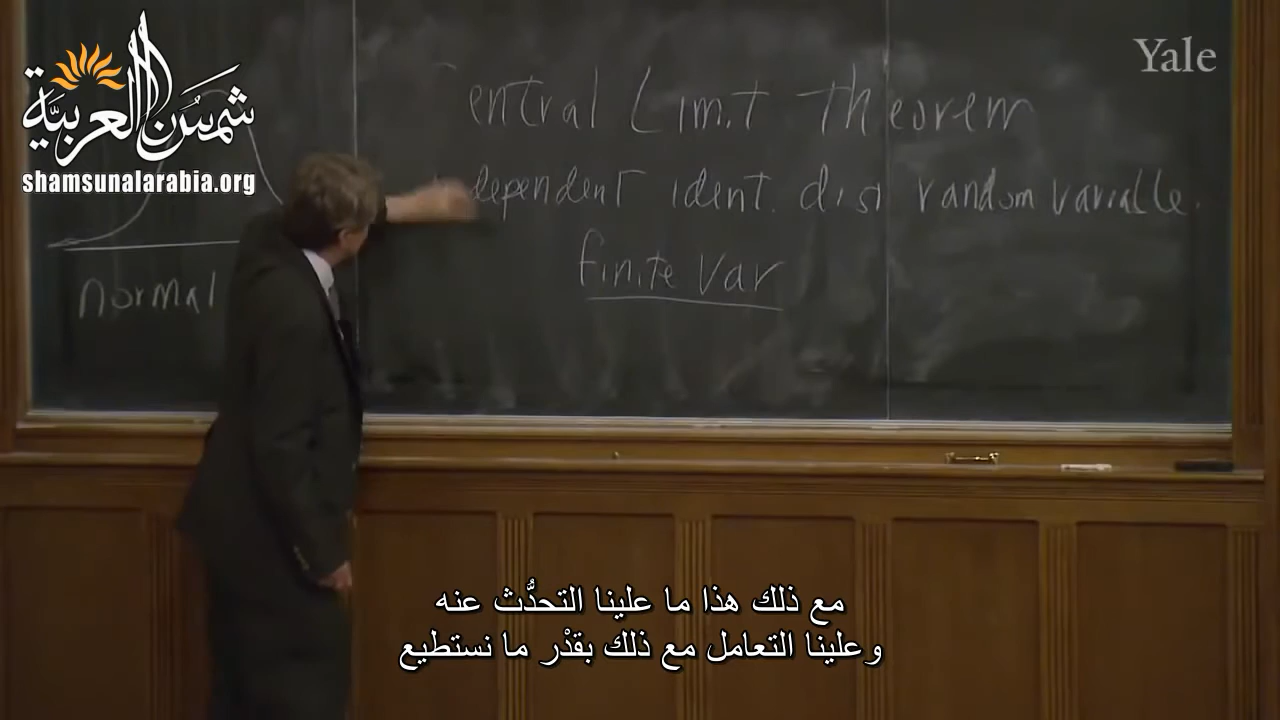 شمس العربية
shamsunalarabia.org
Yale
entral Limit Theorem
dependent ident. dist random variable.
finite var
normal
مع ذلك هذا ما علينا التحدُّث عنه
وعلينا التعامل مع ذلك بقدْر ما نستطيع